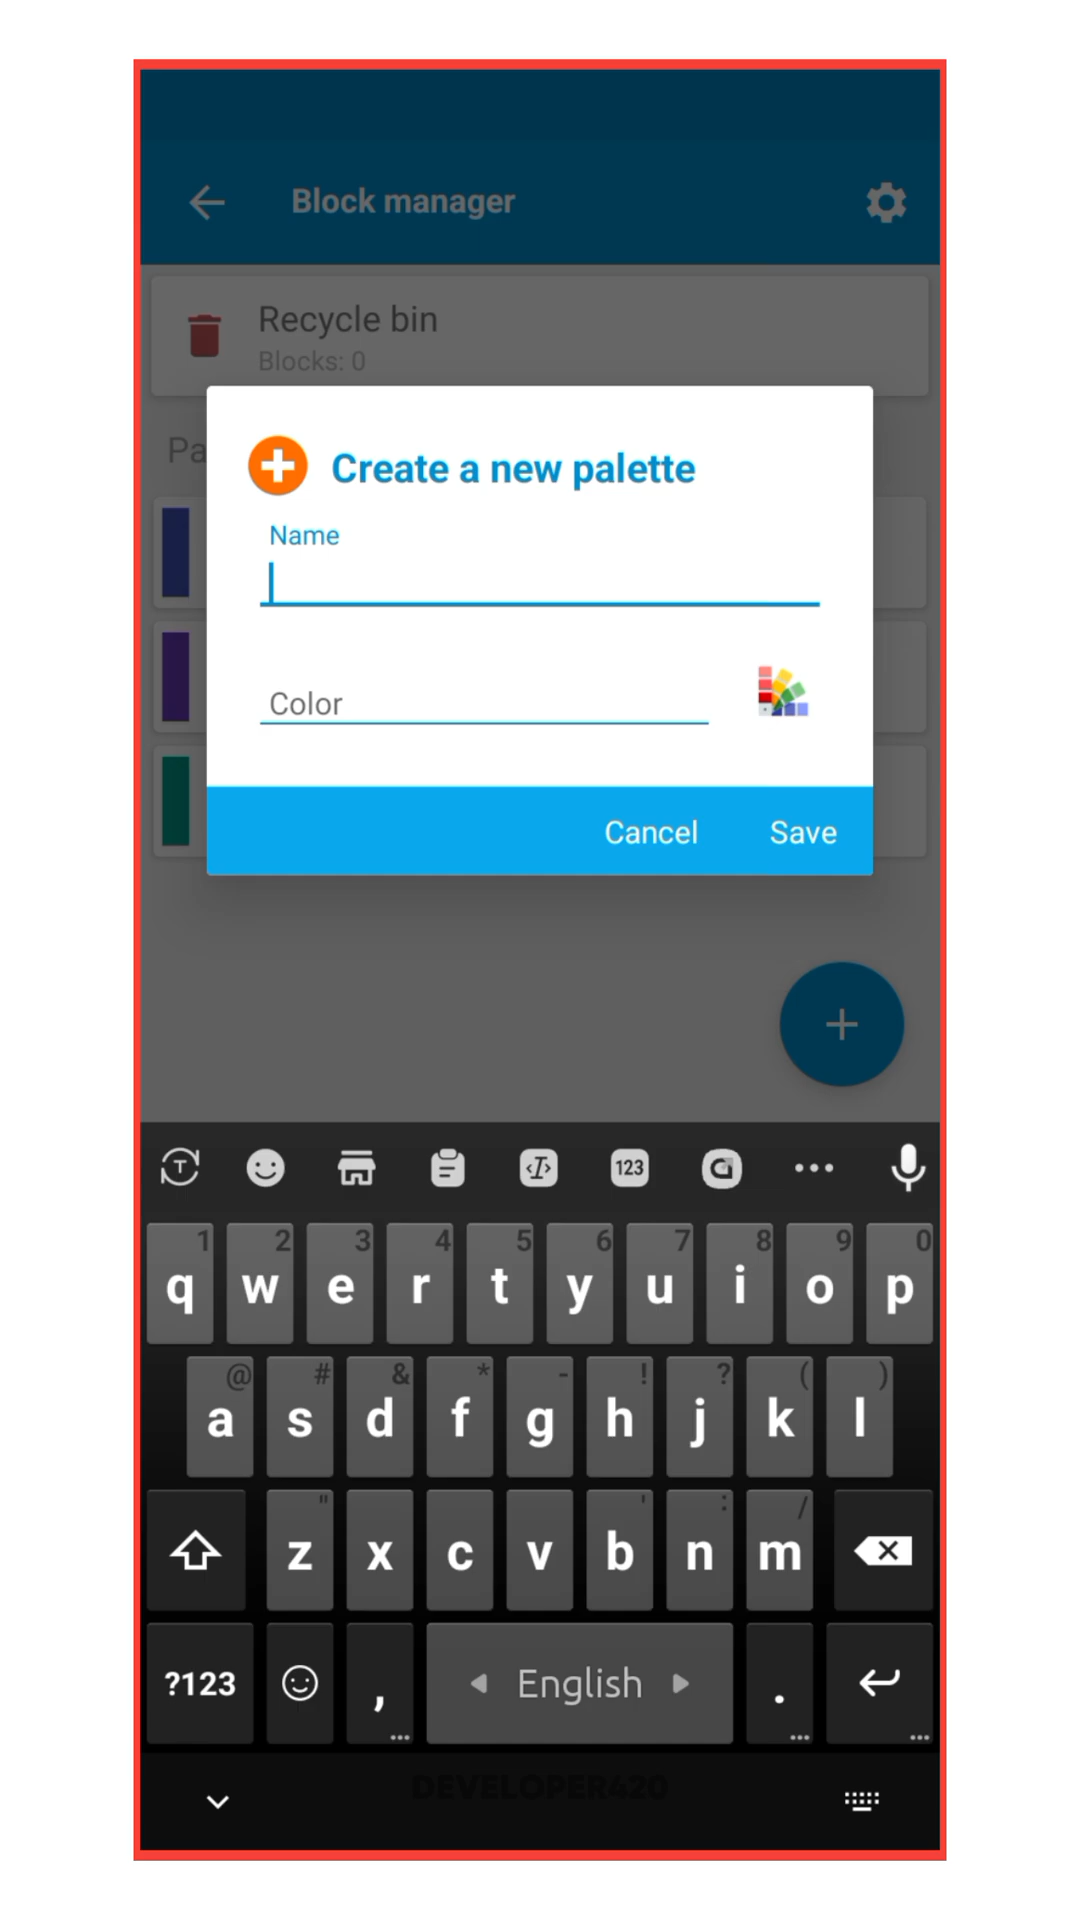 Block manager
Recycle bin
Blocks: 0
Pa
Create a new palette
Name
Color
Cancel Save
+
T 123 G
1 2 3 4 5 6 7 8 9 0
q w e r t y u i o p
@ # & * - ! ? ( )
a s d f g h j k l
" ' : /
z x c v b n m
?123 , English .
DEVELOPER420